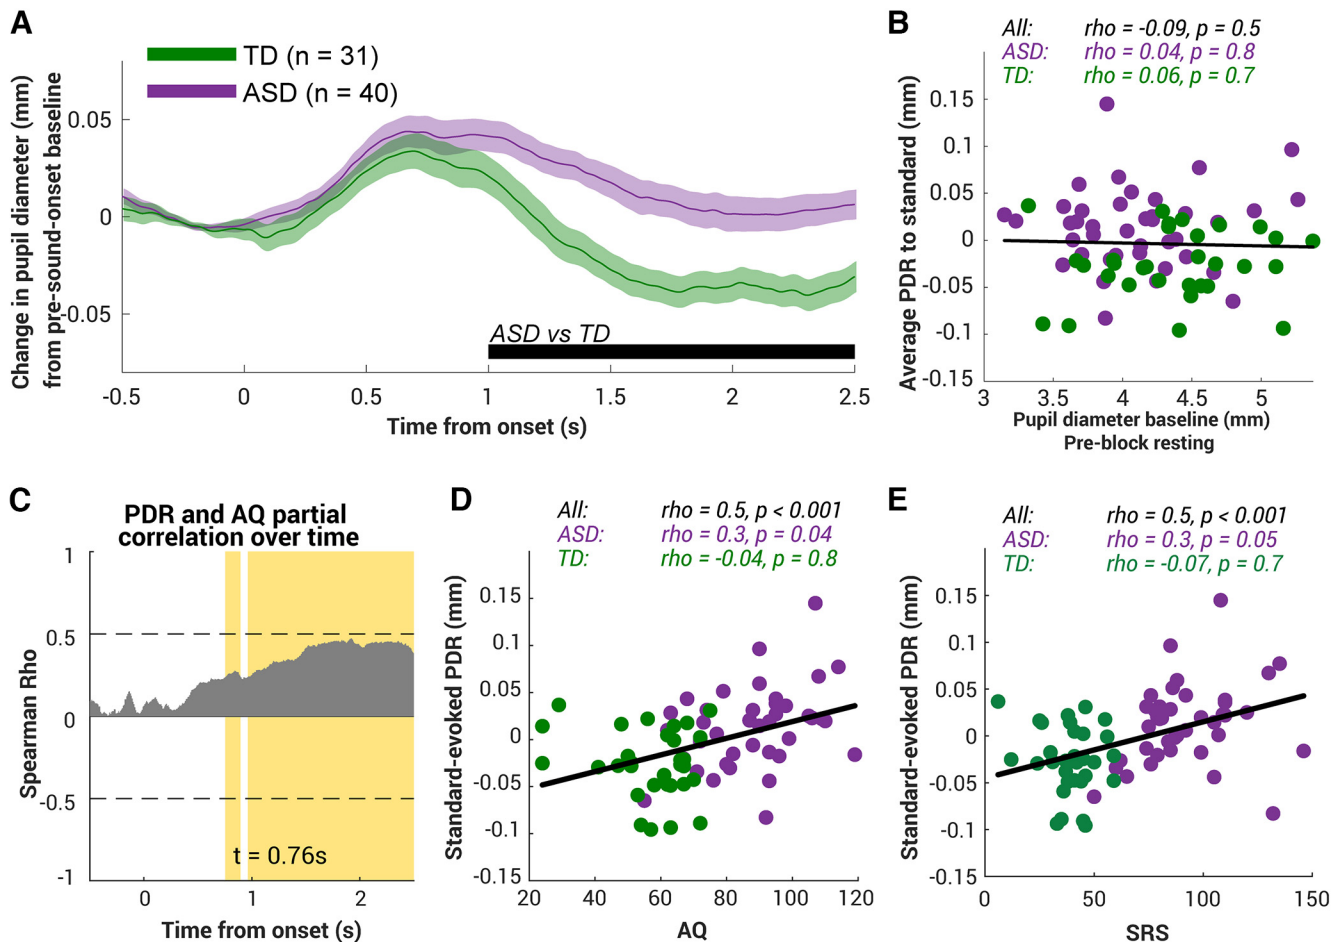 A
TD (n = 31)
ASD (n = 40)
Change in pupil diameter (mm)
from pre-sound-onset baseline
0.05
0
-0.05
ASD vs TD
-0.5
0
0.5
1
1.5
2
2.5
Time from onset (s)
B
All: rho = -0.09, p = 0.5
ASD: rho = 0.04, p = 0.8
TD: rho = 0.06, p = 0.7
Average PDR to standard (mm)
0.15
0.1
0.05
0
-0.05
-0.1
-0.15
3
3.5
4
4.5
5
Pupil diameter baseline (mm)
Pre-block resting
C
PDR and AQ partial
correlation over time
Spearman Rho
1
0.5
0
-0.5
-1
t = 0.76s
0
1
2
Time from onset (s)
D
All: rho = 0.5, p < 0.001
ASD: rho = 0.3, p = 0.04
TD: rho = -0.04, p = 0.8
Standard-evoked PDR (mm)
0.15
0.1
0.05
0
-0.05
-0.1
-0.15
20
40
60
80
100
120
AQ
E
All: rho = 0.5, p < 0.001
ASD: rho = 0.3, p = 0.05
TD: rho = -0.07, p = 0.7
Standard-evoked PDR (mm)
0.15
0.1
0.05
0
-0.05
-0.1
-0.15
0
50
100
150
SRS